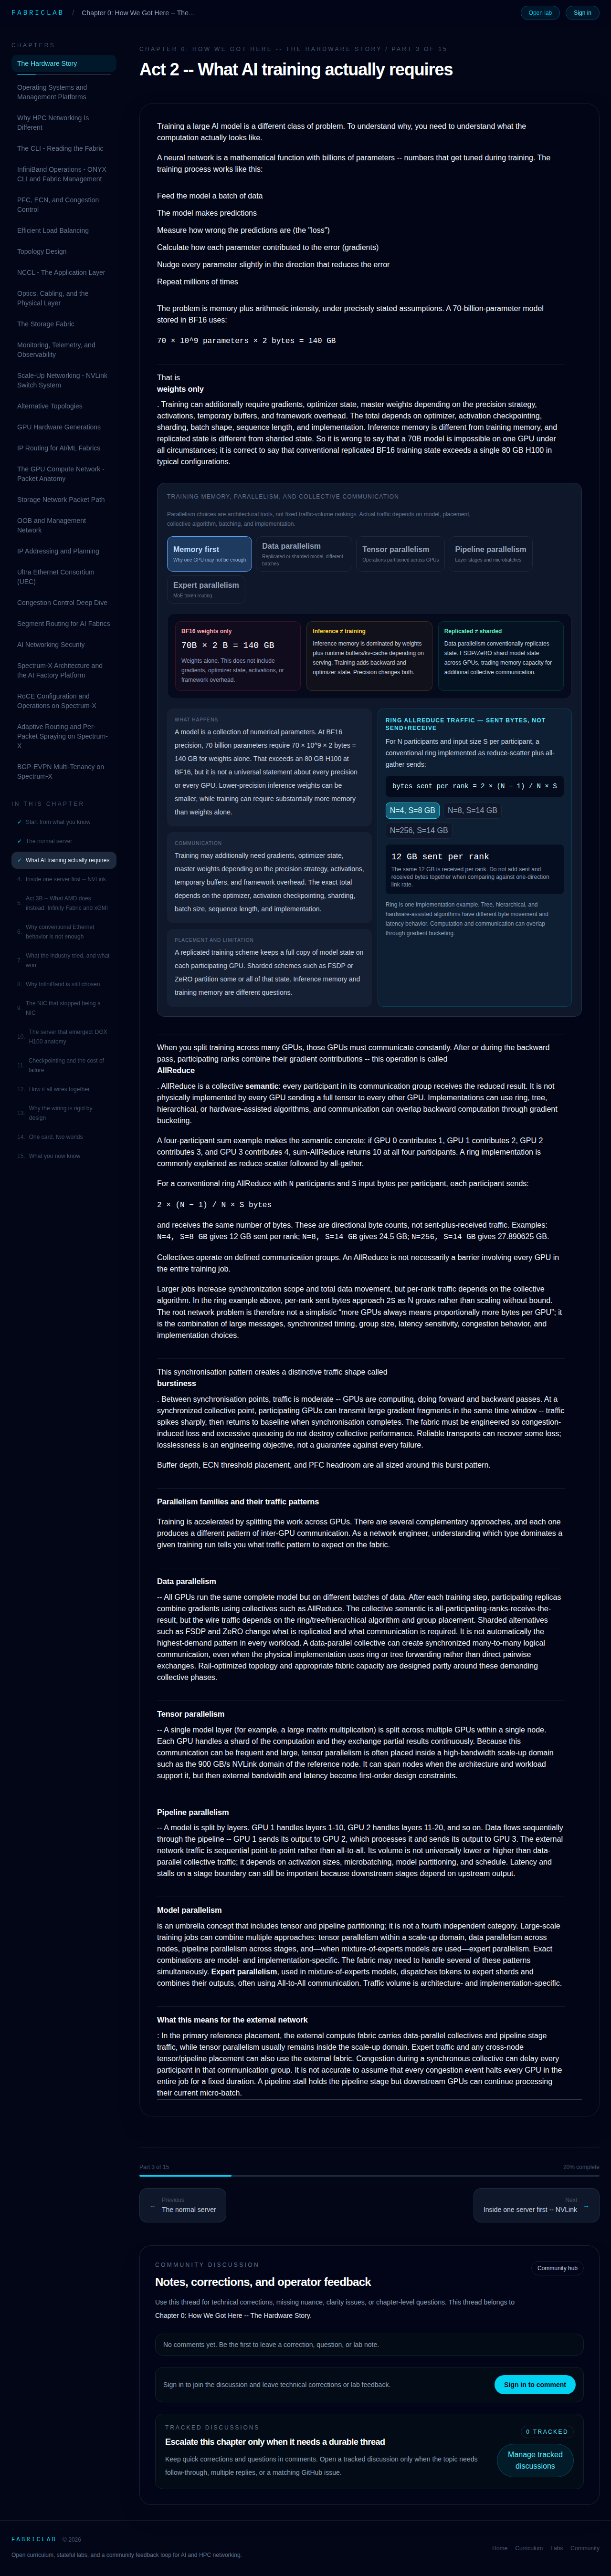 FABRICLAB / Chapter 0: How We Got Here -- The...
Open lab
Sign in
CHAPTERS
The Hardware Story
Operating Systems and
Management Platforms
Why HPC Networking Is
Different
The CLI - Reading the Fabric
InfiniBand Operations - ONYX
CLI and Fabric Management
PFC, ECN, and Congestion
Control
Efficient Load Balancing
Topology Design
NCCL - The Application Layer
Optics, Cabling, and the
Physical Layer
The Storage Fabric
Monitoring, Telemetry, and
Observability
Scale-Up Networking - NVLink
Switch System
Alternative Topologies
GPU Hardware Generations
IP Routing for AI/ML Fabrics
The GPU Compute Network -
Packet Anatomy
Storage Network Packet Path
OOB and Management
Network
IP Addressing and Planning
Ultra Ethernet Consortium
(UEC)
Congestion Control Deep Dive
Segment Routing for AI Fabrics
AI Networking Security
Spectrum-X Architecture and
the AI Factory Platform
RoCE Configuration and
Operations on Spectrum-X
Adaptive Routing and Per-
Packet Spraying on Spectrum-
X
BGP-EVPN Multi-Tenancy on
Spectrum-X
IN THIS CHAPTER
✓ Start from what you know
✓ The normal server
✓ What AI training actually requires
4. Inside one server first -- NVLink
5. Act 3B -- What AMD does
instead: Infinity Fabric and xGMI
6. Why conventional Ethernet
behavior is not enough
7. What the industry tried, and what
won
8. Why InfiniBand is still chosen
9. The NIC that stopped being a
NIC
10. The server that emerged: DGX
H100 anatomy
11. Checkpointing and the cost of
failure
12. How it all wires together
13. Why the wiring is rigid by
design
14. One card, two worlds
15. What you now know
CHAPTER 0: HOW WE GOT HERE -- THE HARDWARE STORY / PART 3 OF 15
Act 2 -- What AI training actually requires
Training a large AI model is a different class of problem. To understand why, you need to understand what the
computation actually looks like.
A neural network is a mathematical function with billions of parameters -- numbers that get tuned during training. The
training process works like this:
Feed the model a batch of data
The model makes predictions
Measure how wrong the predictions are (the "loss")
Calculate how each parameter contributed to the error (gradients)
Nudge every parameter slightly in the direction that reduces the error
Repeat millions of times
The problem is memory plus arithmetic intensity, under precisely stated assumptions. A 70-billion-parameter model
stored in BF16 uses:
70 × 10^9 parameters × 2 bytes = 140 GB
That is
weights only
. Training can additionally require gradients, optimizer state, master weights depending on the precision strategy,
activations, temporary buffers, and framework overhead. The total depends on optimizer, activation checkpointing,
sharding, batch shape, sequence length, and implementation. Inference memory is different from training memory, and
replicated state is different from shared state. So it is wrong to say that a 70B model is impossible on one GPU under
all circumstances; it is correct to say that conventional replicated BF16 training state exceeds a single 80 GB H100 in
typical configurations.
TRAINING MEMORY, PARALLELISM, AND COLLECTIVE COMMUNICATION
Parallelism choices are architectural tools, not fixed traffic-volume rankings. Actual traffic depends on model, placement,
collective algorithm, batching, and implementation.
Memory first
Why one GPU may not be enough
Data parallelism
Replicated or sharded model, different
batches
Tensor parallelism
Operations partitioned across GPUs
Pipeline parallelism
Layer stages and microbatches
Expert parallelism
MoE token routing
BF16 weights only
70B × 2 B = 140 GB
Weights alone. This does not include
gradients, optimizer state, activations, or
framework overhead.
Inference ≠ training
Inference memory is dominated by weights
plus runtime buffers/kv-cache depending on
serving. Training adds backward and
optimizer state. Precision changes both.
Replicated ≠ sharded
Data parallelism conventionally replicates
state. FSDP/ZeRO shard model state
across GPUs, trading memory capacity for
additional collective communication.
WHAT HAPPENS
A model is a collection of numerical parameters. At BF16
precision, 70 billion parameters require 70 × 10^9 × 2 bytes =
140 GB for weights alone. That exceeds an 80 GB H100 at
BF16, but it is not a universal statement about every precision
or every GPU. Lower-precision inference weights can be
smaller, while training can require substantially more memory
than weights alone.
COMMUNICATION
Training may additionally need gradients, optimizer state,
master weights depending on the precision strategy, activations,
temporary buffers, and framework overhead. The exact total
depends on the optimizer, activation checkpointing, sharding,
batch size, sequence length, and implementation.
PLACEMENT AND LIMITATION
A replicated training scheme keeps a full copy of model state on
each participating GPU. Sharded schemes such as FSDP or
ZeRO partition some or all of that state. Inference memory and
training memory are different questions.
RING ALLREDUCE TRAFFIC — SENT BYTES, NOT
SEND+RECEIVE
For N participants and input size S per participant, a
conventional ring implemented as reduce-scatter plus all-
gather sends:
bytes sent per rank = 2 × (N − 1) / N × S
N=4, S=8 GB
N=8, S=14 GB
N=256, S=14 GB
12 GB sent per rank
The same 12 GB is received per rank. Do not add sent and
received bytes together when comparing against one-direction
link rate.
Ring is one implementation example. Tree, hierarchical, and
hardware-assisted algorithms have different byte movement and
latency behavior. Computation and communication can overlap
through gradient bucketing.
When you split training across many GPUs, those GPUs must communicate constantly. After or during the backward
pass, participating ranks combine their gradient contributions -- this operation is called
AllReduce
. AllReduce is a collective semantic: every participant in its communication group receives the reduced result. It is not
physically implemented by every GPU sending a full tensor to every other GPU. Implementations can use ring, tree,
hierarchical, or hardware-assisted algorithms, and communication can overlap backward computation through gradient
bucketing.
A four-participant sum example makes the semantic concrete: if GPU 0 contributes 1, GPU 1 contributes 2, GPU 2
contributes 3, and GPU 3 contributes 4, sum-AllReduce returns 10 at all four participants. A ring implementation is
commonly explained as reduce-scatter followed by all-gather.
For a conventional ring AllReduce with N participants and S input bytes per participant, each participant sends:
2 × (N − 1) / N × S bytes
and receives the same number of bytes. These are directional byte counts, not sent-plus-received traffic. Examples:
N=4, S=8 GB gives 12 GB sent per rank; N=8, S=14 GB gives 24.5 GB; N=256, S=14 GB gives 27.890625 GB.
Collectives operate on defined communication groups. An AllReduce is not necessarily a barrier involving every GPU in
the entire training job.
Larger jobs increase synchronization scope and total data movement, but per-rank traffic depends on the collective
algorithm. In the ring example above, per-rank sent bytes approach 2S as N grows rather than scaling without bound.
The root network problem is therefore not a simplistic "more GPUs always means proportionally more bytes per GPU"; it
is the combination of large messages, synchronized timing, group size, latency sensitivity, congestion behavior, and
implementation choices.
This synchronisation pattern creates a distinctive traffic shape called
burstiness
. Between synchronisation points, traffic is moderate -- GPUs are computing, doing forward and backward passes. At a
synchronized collective point, participating GPUs can transmit large gradient fragments in the same time window -- traffic
spikes sharply, then returns to baseline when synchronization completes. The fabric must be engineered so congestion-
induced loss and excessive queueing do not destroy collective performance. Reliable transports can recover some loss;
losslessness is an engineering objective, not a guarantee against every failure.
Buffer depth, ECN threshold placement, and PFC headroom are all sized around this burst pattern.
Parallelism families and their traffic patterns
Training is accelerated by splitting the work across GPUs. There are several complementary approaches, and each one
produces a different pattern of inter-GPU communication. As a network engineer, understanding which type dominates a
given training run tells you what traffic pattern to expect on the fabric.
Data parallelism
-- All GPUs run the same complete model but on different batches of data. After each training step, participating replicas
combine gradients using collectives such as AllReduce. The collective semantic is all-participating-ranks-receive-the-
result, but the wire traffic depends on the ring/tree/hierarchical algorithm and group placement. Sharded alternatives
such as FSDP and ZeRO change what is replicated and what communication is required. It is not automatically the
highest-demand pattern in every workload. A data-parallel collective can create synchronized many-to-many logical
communication, even when the physical implementation uses ring or tree forwarding rather than direct pairwise
exchanges. Rail-optimized topology and appropriate fabric capacity are designed partly around these demanding
collective phases.
Tensor parallelism
-- A single model layer (for example, a large matrix multiplication) is split across multiple GPUs within a single node.
Each GPU handles a share of the computation and they exchange partial results continuously. Because this
communication can be frequent and large, tensor parallelism is often placed inside a high-bandwidth scale-up domain
such as the 900 GB/s NVLink domain of the reference node. It can span nodes when the architecture and workload
support it, but then external bandwidth and latency become first-order design constraints.
Pipeline parallelism
-- A model is split by layers. GPU 1 handles layers 1-10, GPU 2 handles layers 11-20, and so on. Data flows sequentially
through the pipeline -- GPU 1 sends its output to GPU 2, which processes it and sends its output to GPU 3. The external
network traffic is sequential point-to-point rather than all-to-all. Its volume is not universally lower or higher than data-
parallel collective traffic; it depends on activation sizes, microbatching, model partitioning, and schedule. Latency and
stalls on a stage boundary can still be important because downstream stages depend on upstream output.
Model parallelism
is an umbrella concept that includes tensor and pipeline partitioning; it is not a fourth independent category. Large-scale
training jobs can combine multiple approaches: tensor parallelism within a scale-up domain, data parallelism across
nodes, pipeline parallelism across stages, and—when mixture-of-experts models are used—expert parallelism. Exact
combinations are model- and implementation-specific. The fabric may need to handle several of these patterns
simultaneously. Expert parallelism, used in mixture-of-experts models, dispatches tokens to expert shards and
combines their outputs, often using All-to-All communication. Traffic volume is architecture- and implementation-specific.
What this means for the external network
: In the primary reference placement, the external compute fabric carries data-parallel collectives and pipeline stage
traffic, while tensor parallelism usually remains inside the scale-up domain. Expert traffic and any cross-node
tensor/pipeline placement can also use the external fabric. Congestion during a synchronous collective can delay every
participant in that communication group. It is not accurate to assume that every congestion event halts every GPU in the
entire job for a fixed duration. A pipeline stall holds the pipeline stage but downstream GPUs can continue processing
their current micro-batch.
Part 3 of 15
20% complete
← Previous
The normal server
Next
Inside one server first -- NVLink →
COMMUNITY DISCUSSION
Community hub
Notes, corrections, and operator feedback
Use this thread for technical corrections, missing nuance, clarity issues, or chapter-level questions. This thread belongs to
Chapter 0: How We Got Here -- The Hardware Story.
No comments yet. Be the first to leave a correction, question, or lab note.
Sign in to join the discussion and leave technical corrections or lab feedback.
Sign in to comment
TRACKED DISCUSSIONS
0 TRACKED
Escalate this chapter only when it needs a durable thread
Keep quick corrections and questions in comments. Open a tracked discussion only when the topic needs
follow-through, multiple replies, or a matching GitHub issue.
Manage tracked
discussions
FABRICLAB © 2026
Open curriculum, stateful labs, and a community feedback loop for AI and HPC networking.
Home Curriculum Labs Community